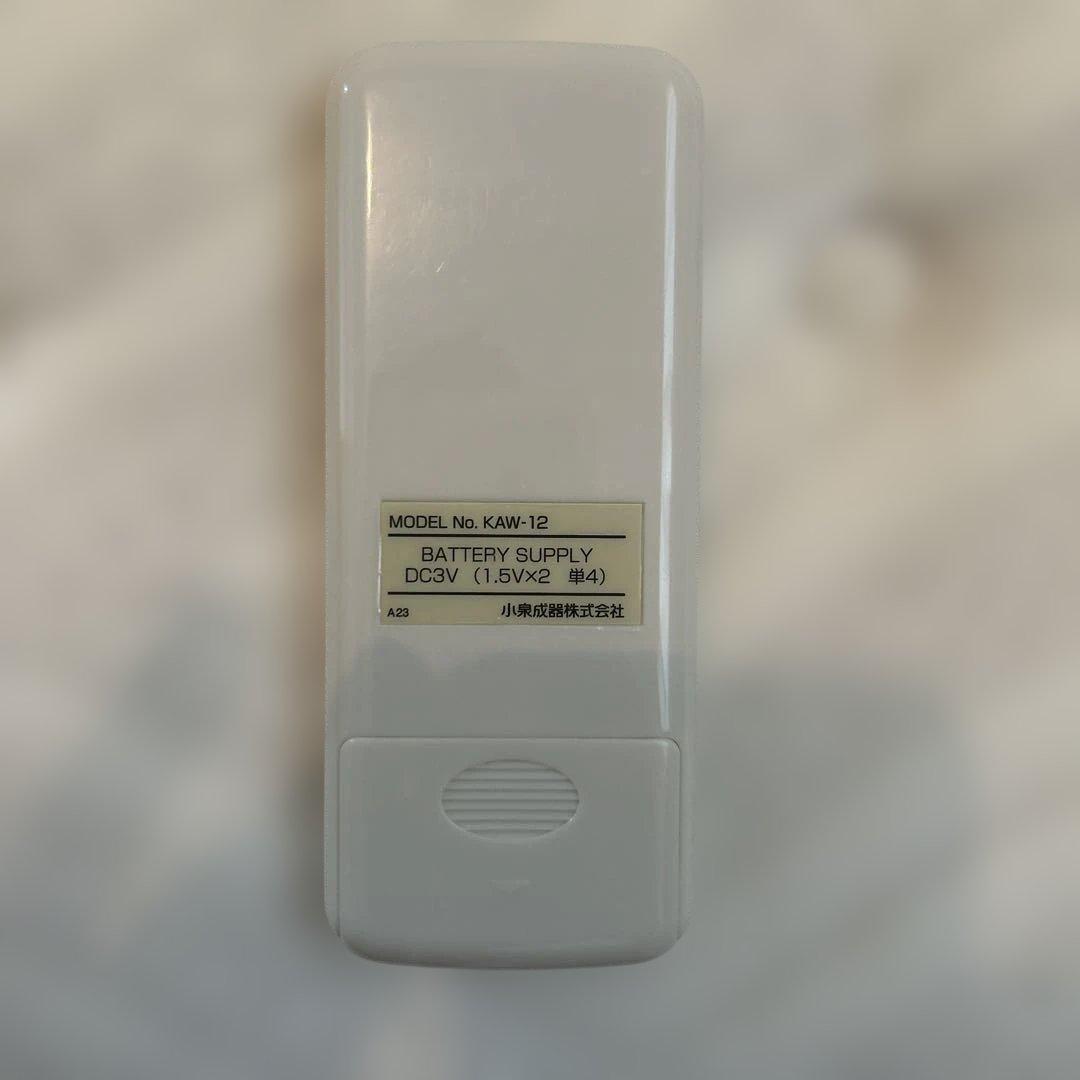 MODEL No. KAW-12
BATTERY SUPPLY
DC3V （1.5V×2　単4）
A23 小泉成器株式会社